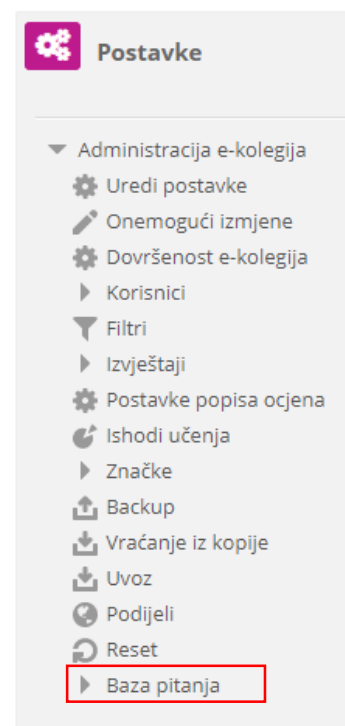 Postavke
Administracija e-kolegija
Uredi postavke
Onemogući izmjene
Dovršenost e-kolegija
Korisnici
Filtri
Izvještaji
Postavke popisa ocjena
Ishodi učenja
Značke
Backup
Vraćanje iz kopije
Uvoz
Podijeli
Reset
Baza pitanja